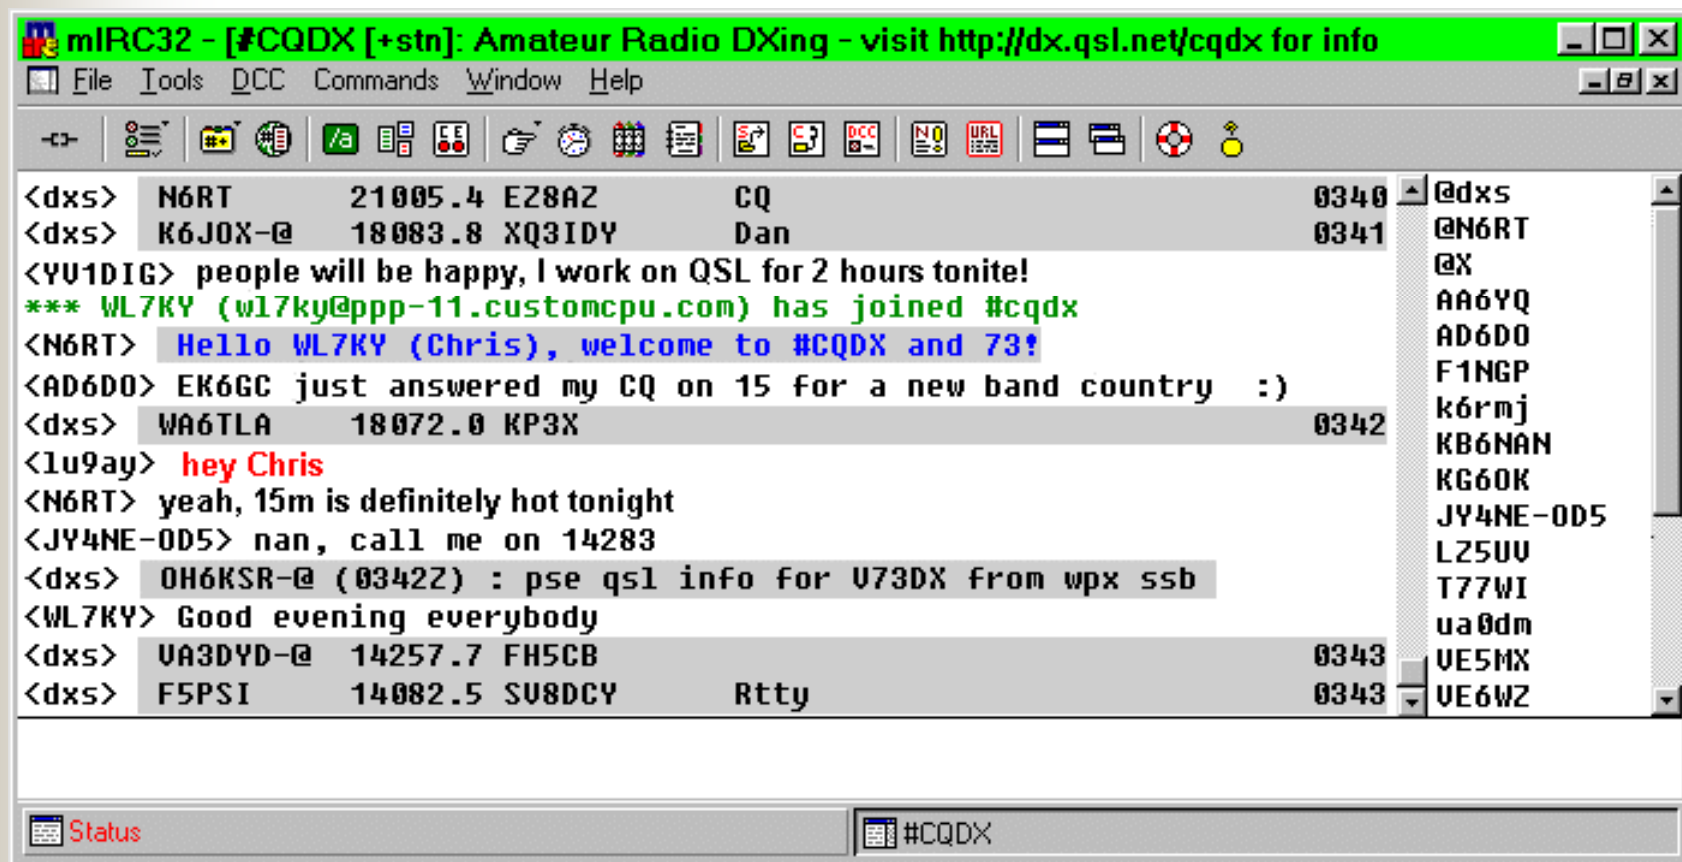 mIRC32 - [#CQDX [+stn]: Amateur Radio DXing - visit http://dx.qsl.net/cqdx for info
File Tools DCC Commands Window Help
<dxs> N6RT 21005.4 EZ8AZ CQ 0340
<dxs> K6JOX-@ 18083.8 XQ3IDY Dan 0341
<YV1DIG> people will be happy, I work on QSL for 2 hours tonite!
*** WL7KY (wl7ky@ppp-11.customcpu.com) has joined #cqdx
<N6RT> Hello WL7KY (Chris), welcome to #CQDX and 73!
<AD6DO> EK6GC just answered my CQ on 15 for a new band country :)
<dxs> WA6TLA 18072.0 KP3X 0342
<lu9ay> hey Chris
<N6RT> yeah, 15m is definitely hot tonight
<JY4NE-OD5> nan, call me on 14283
<dxs> OH6KSR-@ (0342Z) : pse qsl info for V73DX from wpx ssb
<WL7KY> Good evening everybody
<dxs> VA3DYD-@ 14257.7 FH5CB 0343
<dxs> F5PSI 14082.5 SV8DCY Rtty 0343
@dxs
@N6RT
@X
AA6YQ
AD6DO
F1NGP
k6rmj
KB6NAN
KG6OK
JY4NE-OD5
LZ5UV
T77WI
ua0dm
VE5MX
VE6WZ
Status
#CQDX